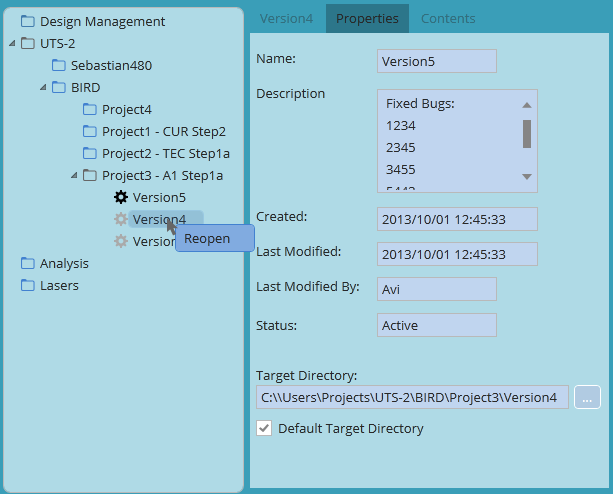 Design Management
UTS-2
Sebastian480
BIRD
Project4
Project1 - CUR Step2
Project2 - TEC Step1a
Project3 - A1 Step1a
Version5
Version4
Version
Reopen
Analysis
Lasers
Version4 Properties Contents
Name: Version5
Description Fixed Bugs:
1234
2345
3455
Created: 2013/10/01 12:45:33
Last Modified: 2013/10/01 12:45:33
Last Modified By: Avi
Status: Active
Target Directory:
C:\\Users\Projects\UTS-2\BIRD\Project3\Version4 ...
Default Target Directory